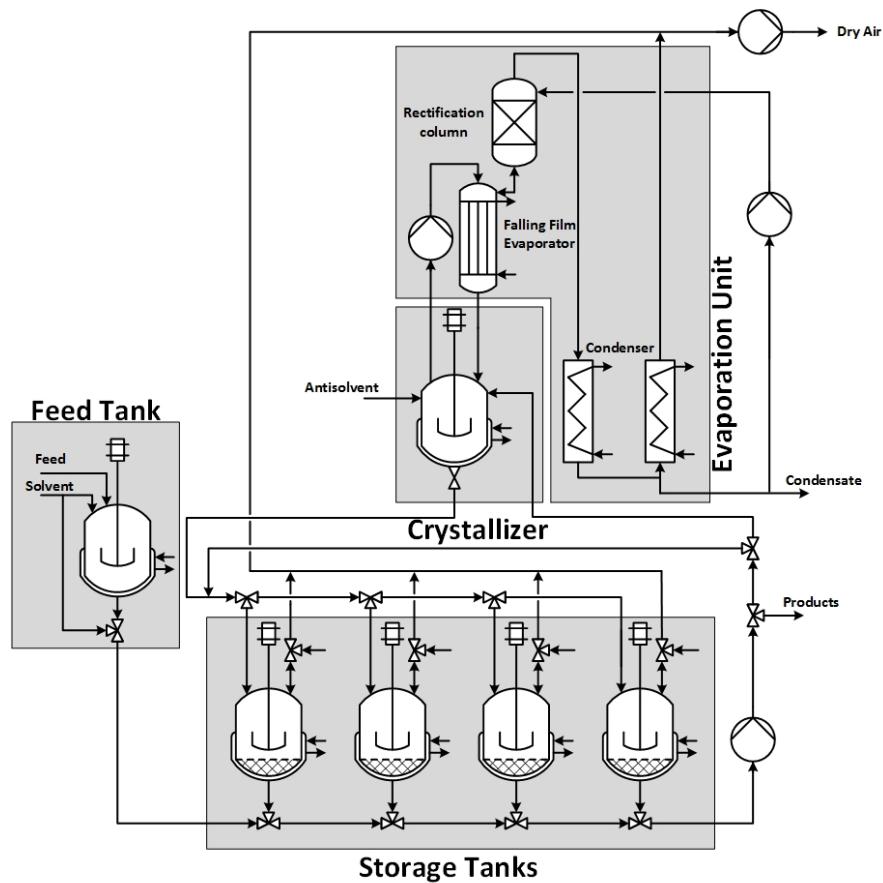 Dry Air
Rectification
column
Falling Film
Evaporator
Evaporation Unit
Condenser
Antisolvent
Feed Tank
Feed
Solvent
Condensate
Crystallizer
Products
Storage Tanks